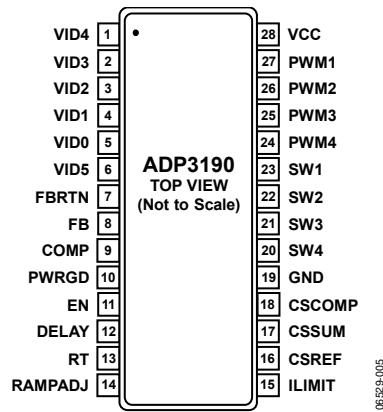 VID4 1 28 VCC
VID3 2 27 PWM1
VID2 3 26 PWM2
VID1 4 25 PWM3
VID0 5 24 PWM4
VID5 6 23 SW1
FBRTN 7 22 SW2
FB 8 21 SW3
COMP 9 20 SW4
PWRGD 10 19 GND
EN 11 18 CSCOMP
DELAY 12 17 CSSUM
RT 13 16 CSREF
RAMPADJ 14 15 ILIMIT
ADP3190
TOP VIEW
(Not to Scale)
06529-005